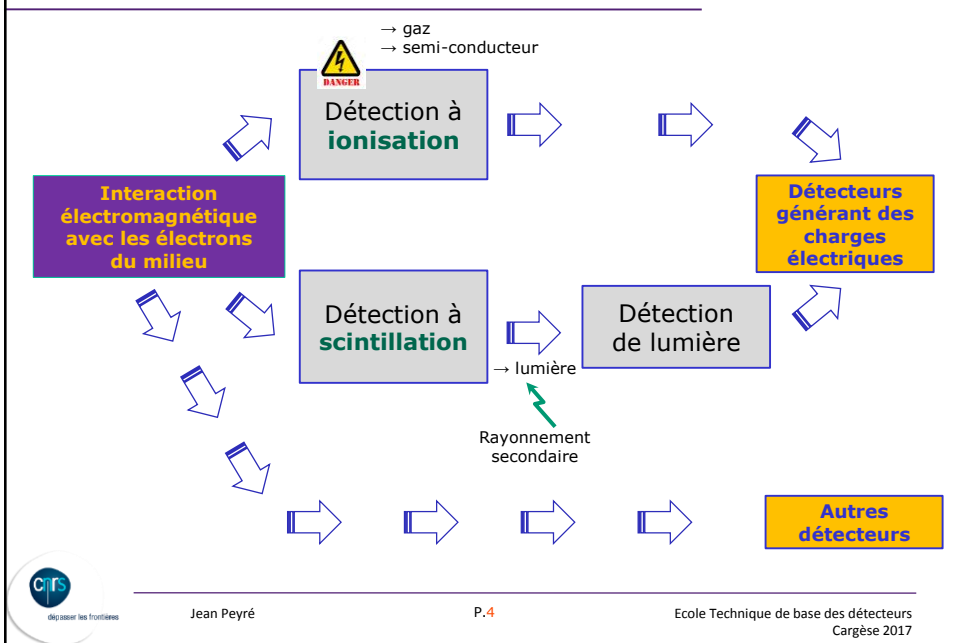 → gaz
→ semi-conducteur
DANGER
Détection à
ionisation
Interaction
électromagnétique
avec les électrons
du milieu
Détecteurs
générant des
charges
électriques
Détection à
scintillation
Détection
de lumière
→ lumière
Rayonnement
secondaire
Autres
détecteurs
cnrs
dépasser les frontières
Jean Peyré
P.4
Ecole Technique de base des détecteurs
Cargèse 2017